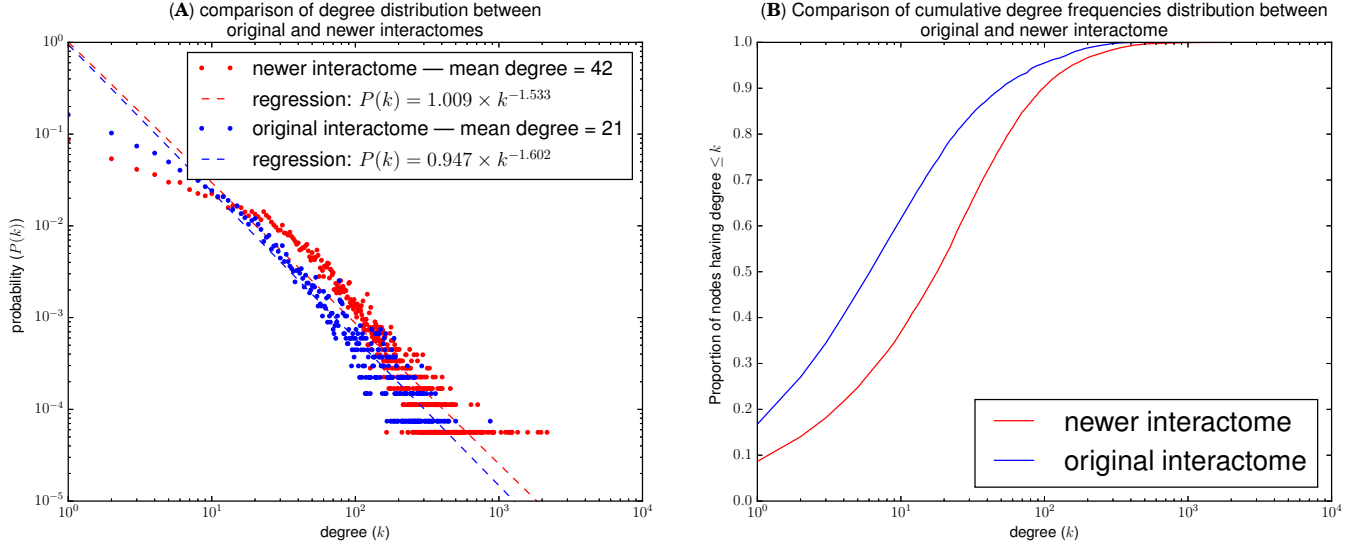 (A) comparison of degree distribution between
original and newer interactomes
newer interactome — mean degree = 42
regression: P(k) = 1.009 × k^{-1.533}
original interactome — mean degree = 21
regression: P(k) = 0.947 × k^{-1.602}
probability (P(k))
10^0
10^{-1}
10^{-2}
10^{-3}
10^{-4}
10^{-5}
10^0 10^1 10^2 10^3 10^4
degree (k)
(B) Comparison of cumulative degree frequencies distribution between
original and newer interactome
Proportion of nodes having degree ≤ k
1.0
0.9
0.8
0.7
0.6
0.5
0.4
0.3
0.2
0.1
0.0
newer interactome
original interactome
10^0 10^1 10^2 10^3 10^4
degree (k)